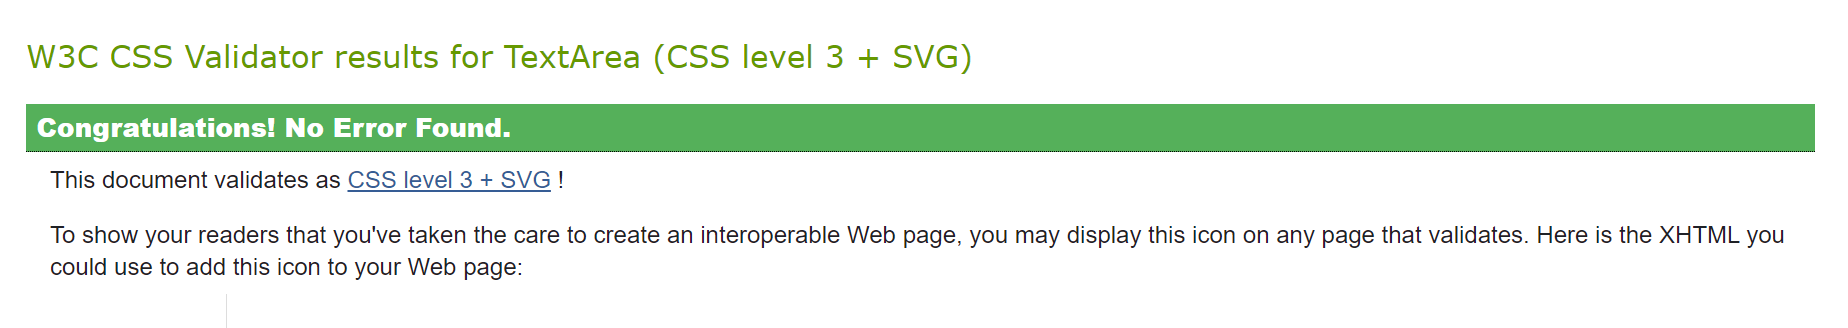 W3C CSS Validator results for TextArea (CSS level 3 + SVG)
Congratulations! No Error Found.
This document validates as CSS level 3 + SVG !
To show your readers that you've taken the care to create an interoperable Web page, you may display this icon on any page that validates. Here is the XHTML you
could use to add this icon to your Web page: